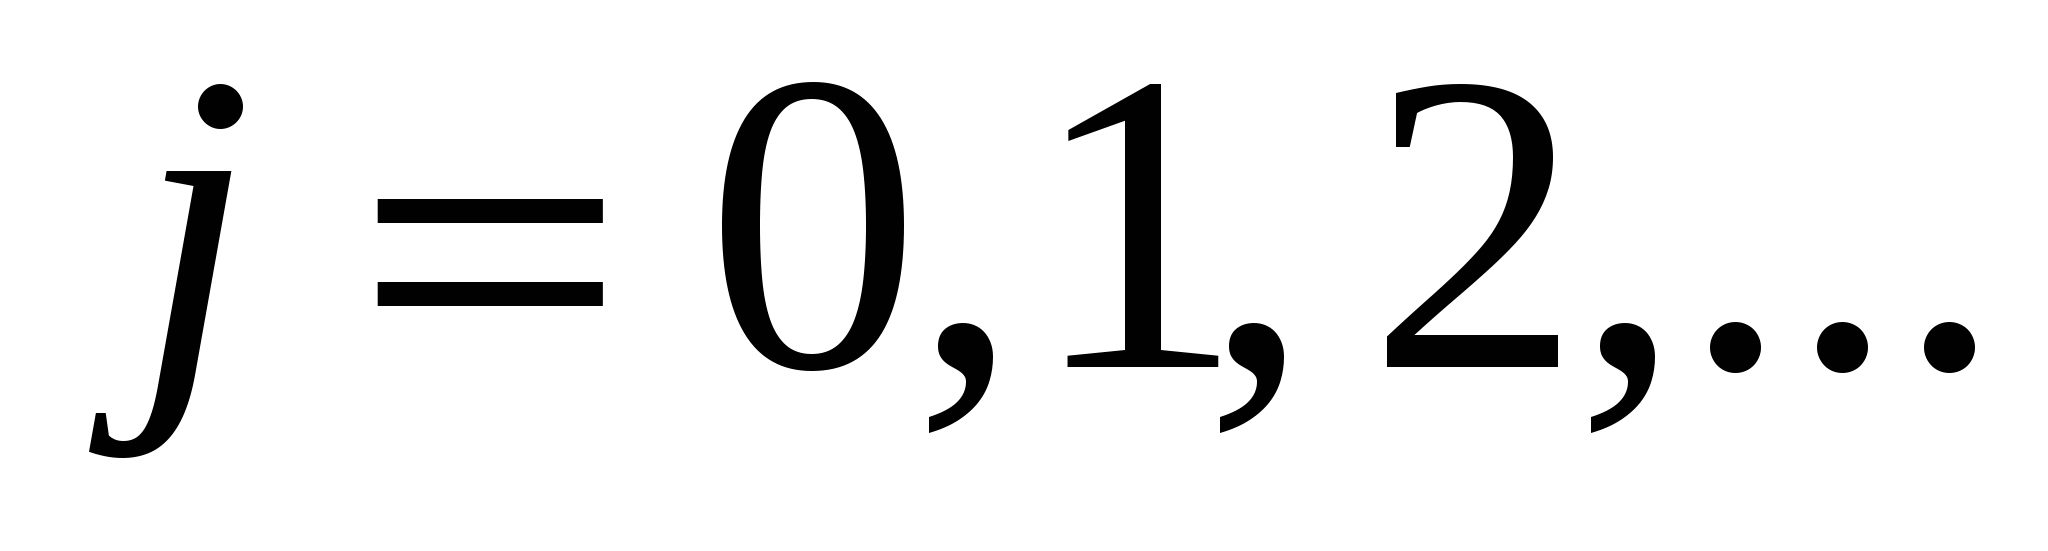 j = 0,1, 2,...